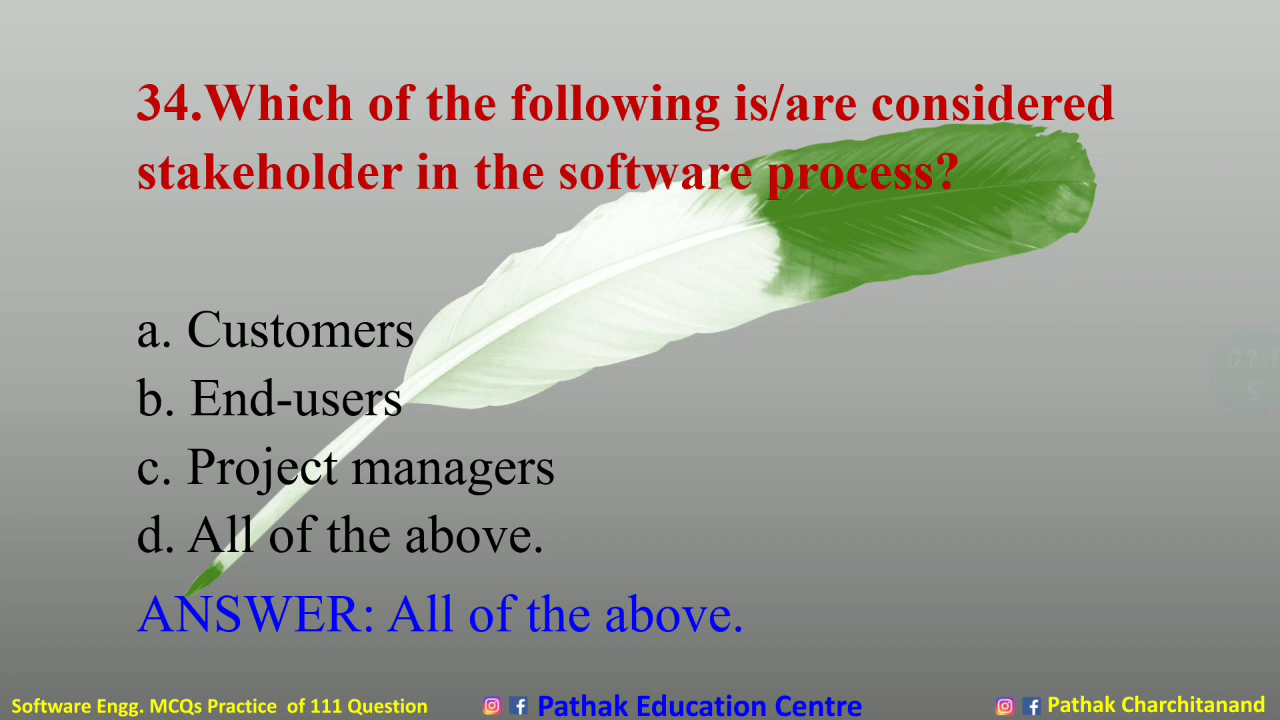 34.Which of the following is/are considered
stakeholder in the software process?
a. Customers
b. End-users
c. Project managers
d. All of the above.
ANSWER: All of the above.
Software Engg. MCQs Practice of 111 Question
Pathak Education Centre
Pathak Charchitanand